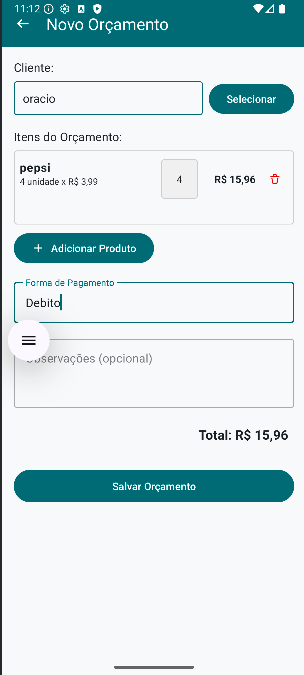 11:12
Novo Orçamento
Cliente:
oracio
Selecionar
Itens do Orçamento:
pepsi
4 unidade x R$ 3,99
4
R$ 15,96
+ Adicionar Produto
Forma de Pagamento
Debito
Observações (opcional)
Total: R$ 15,96
Salvar Orçamento